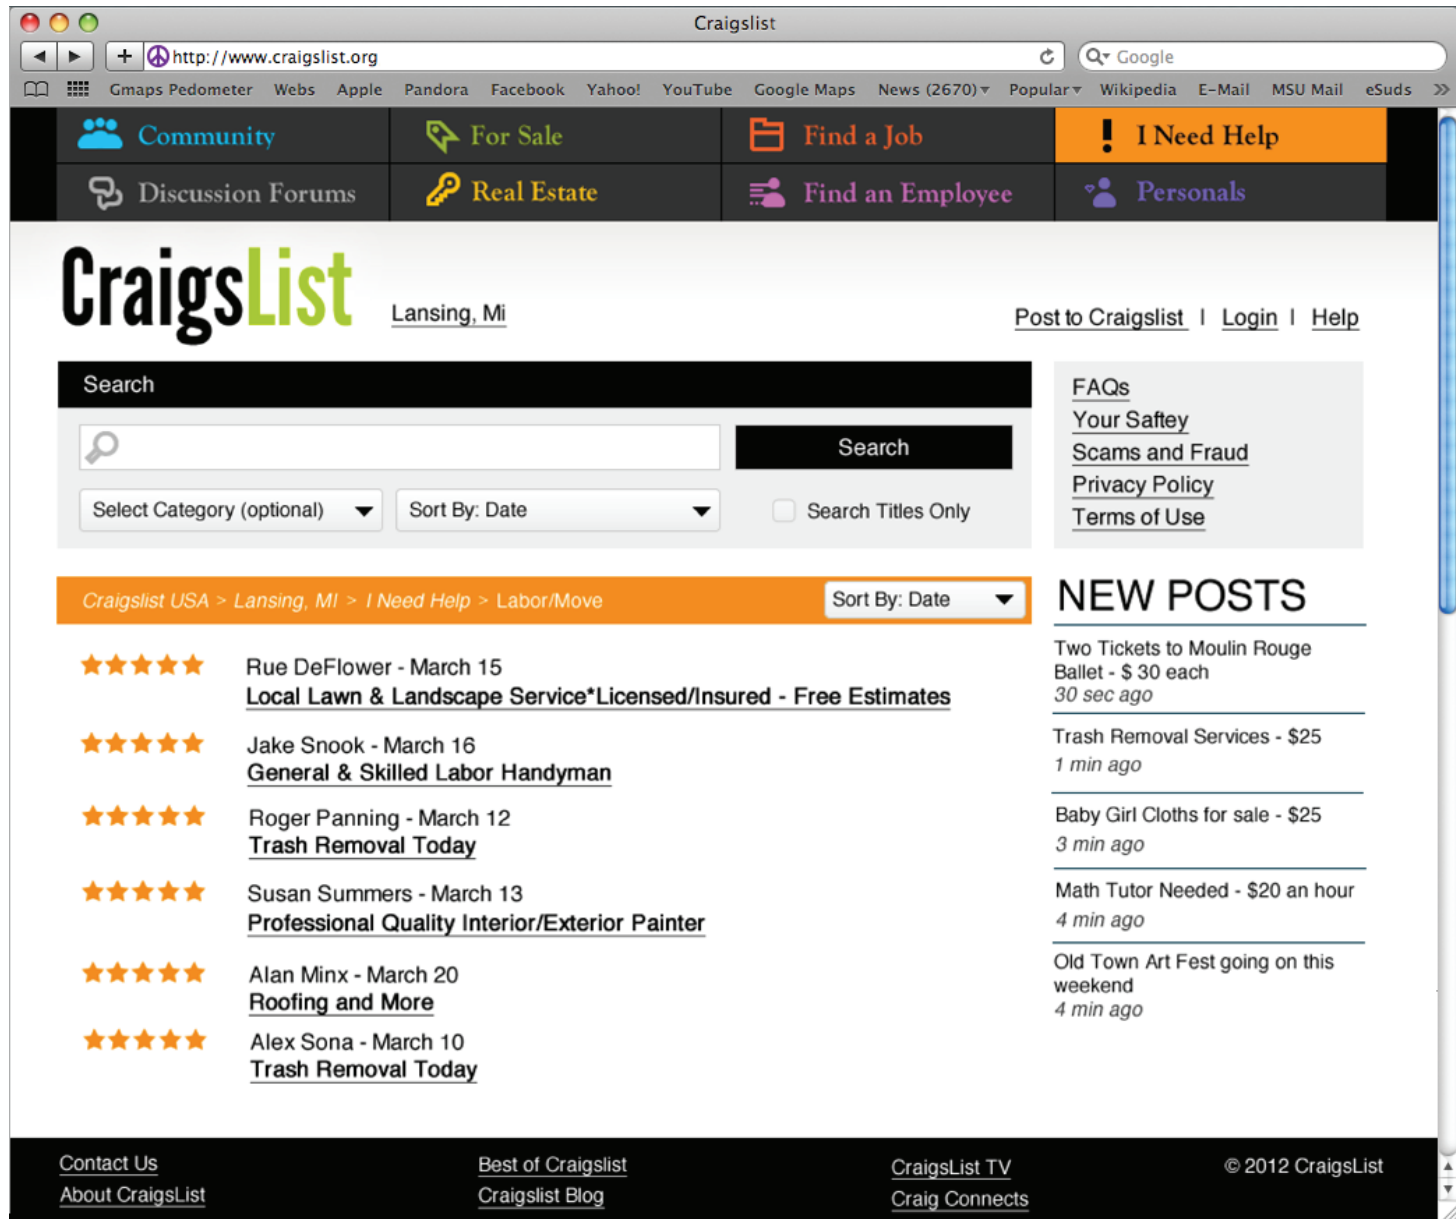 Craigslist
http://www.craigslist.org
Google
Gmaps Pedometer Webs Apple Pandora Facebook Yahoo! YouTube Google Maps News (2670) Popular Wikipedia E-Mail MSU Mail eSuds
Community For Sale Find a Job I Need Help
Discussion Forums Real Estate Find an Employee Personals
CraigsList
Lansing, Mi
Post to Craigslist | Login | Help
Search
Search
Select Category (optional) Sort By: Date Search Titles Only
FAQs
Your Saftey
Scams and Fraud
Privacy Policy
Terms of Use
Craigslist USA > Lansing, MI > I Need Help > Labor/Move Sort By: Date
Rue DeFlower - March 15
Local Lawn & Landscape Service*Licensed/Insured - Free Estimates
Jake Snook - March 16
General & Skilled Labor Handyman
Roger Panning - March 12
Trash Removal Today
Susan Summers - March 13
Professional Quality Interior/Exterior Painter
Alan Minx - March 20
Roofing and More
Alex Sona - March 10
Trash Removal Today
NEW POSTS
Two Tickets to Moulin Rouge
Ballet - $ 30 each
30 sec ago
Trash Removal Services - $25
1 min ago
Baby Girl Cloths for sale - $25
3 min ago
Math Tutor Needed - $20 an hour
4 min ago
Old Town Art Fest going on this
weekend
4 min ago
Contact Us Best of Craigslist CraigsList TV © 2012 CraigsList
About CraigsList Craigslist Blog Craig Connects